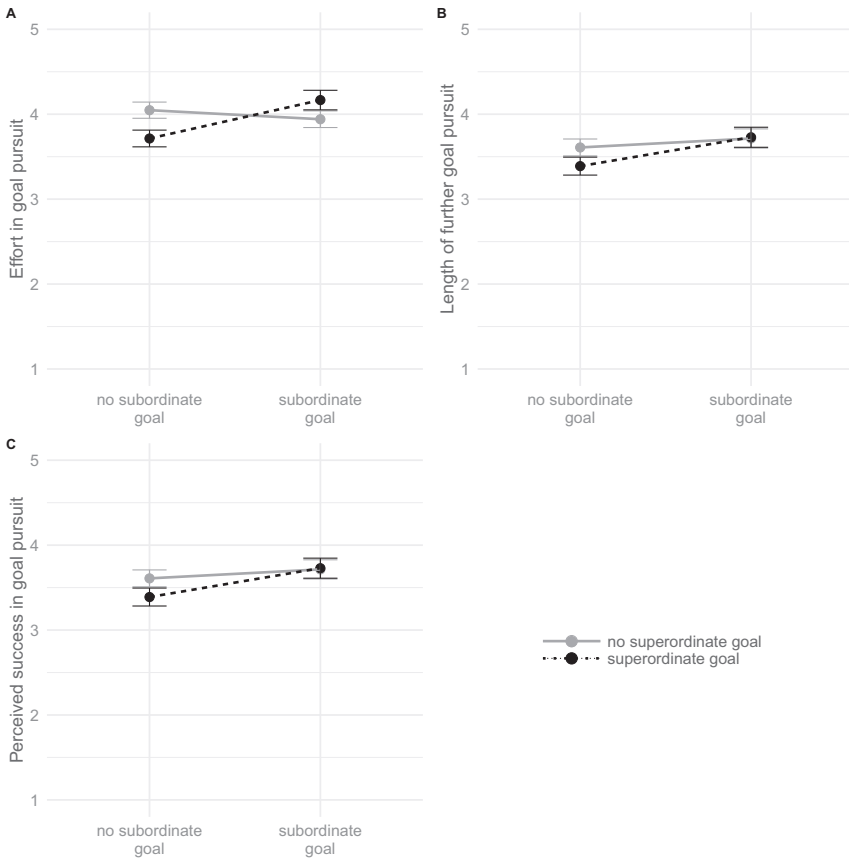 A
Effort in goal pursuit
5
4
3
2
1
no subordinate
goal
subordinate
goal
B
Length of further goal pursuit
5
4
3
2
1
no subordinate
goal
subordinate
goal
C
Perceived success in goal pursuit
5
4
3
2
1
no subordinate
goal
subordinate
goal
no superordinate goal
superordinate goal